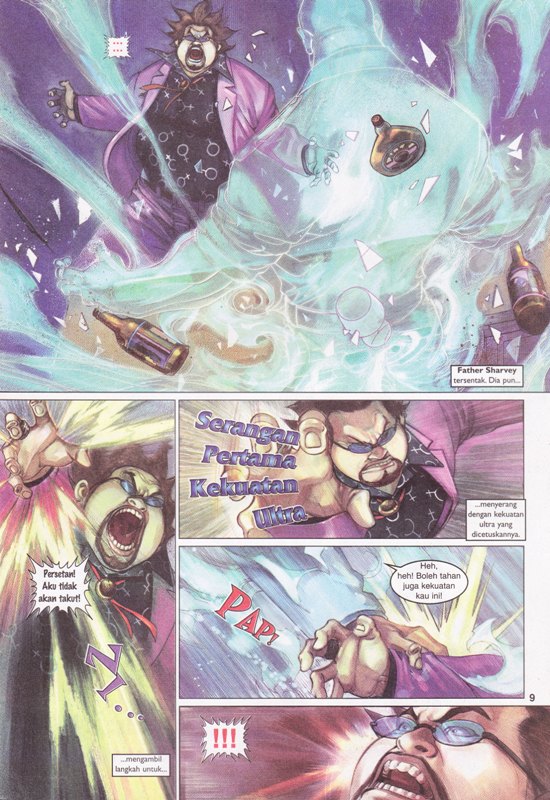 !!!
Father Sharvey
tersentak. Dia pun...
Persetan!
Aku tidak
akan takut!
ZI...
...mengambil
langkah untuk...
Serangan
Pertama
Kekuatan
Ultra
...menyerang
dengan kekuatan
ultra yang
dicetuskannya.
Heh,
heh! Boleh tahan
juga kekuatan
kau ini!
PAP!
9
!!!